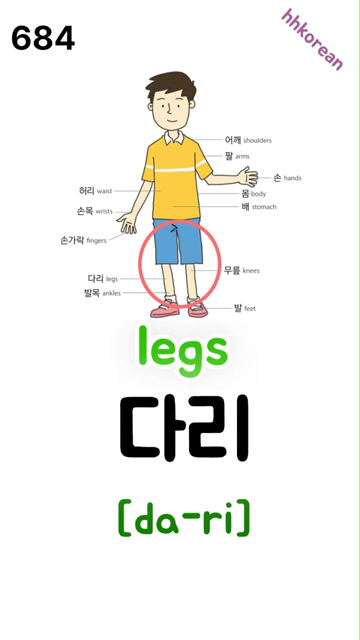 684
hhkorean
어깨 shoulders
팔 arms
손 hands
허리 waist
몸 body
손목 wrists
배 stomach
손가락 fingers
무릎 knees
다리 legs
발목 ankles
발 feet
legs
다리
[da-ri]